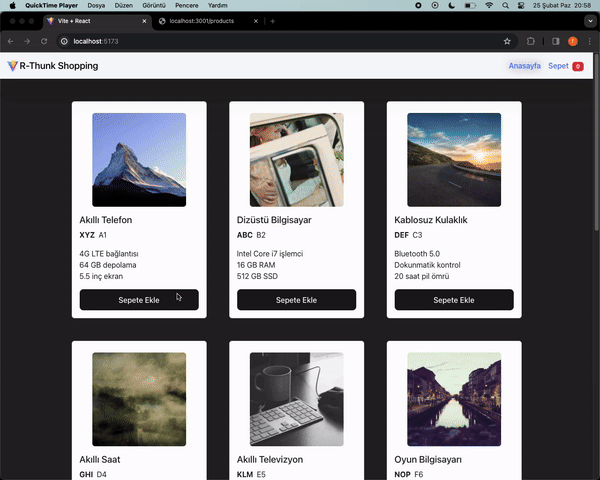 QuickTime Player Dosya Düzen Görüntü Pencere Yardım 25 Şubat Paz 20:58
Vite + React localhost:3001/products
localhost:5173
R-Thunk Shopping Anasayfa Sepet 0
Akıllı Telefon Dizüstü Bilgisayar Kablosuz Kulaklık
XYZ A1 ABC B2 DEF C3
4G LTE bağlantısı Intel Core i7 işlemci Bluetooth 5.0
64 GB depolama 16 GB RAM Dokunmatik kontrol
5.5 inç ekran 512 GB SSD 20 saat pil ömrü
Sepete Ekle Sepete Ekle Sepete Ekle
Akıllı Saat Akıllı Televizyon Oyun Bilgisayarı
GHI D4 KLM E5 NOP F6